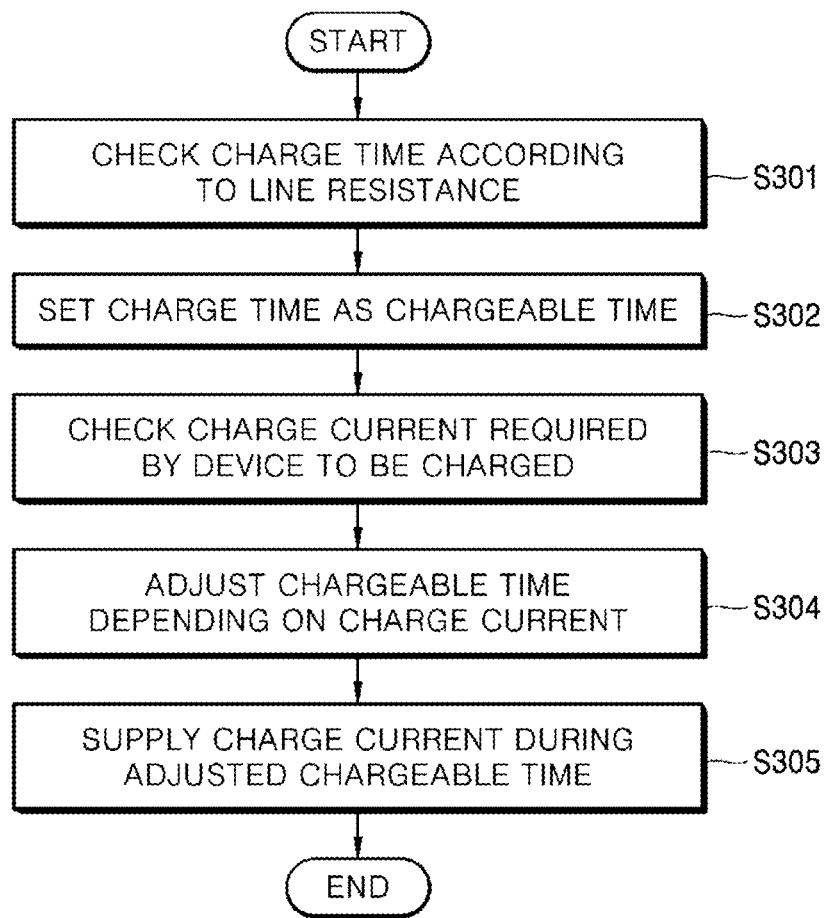 START
CHECK CHARGE TIME ACCORDING
TO LINE RESISTANCE
S301
SET CHARGE TIME AS CHARGEABLE TIME
S302
CHECK CHARGE CURRENT REQUIRED
BY DEVICE TO BE CHARGED
S303
ADJUST CHARGEABLE TIME
DEPENDING ON CHARGE CURRENT
S304
SUPPLY CHARGE CURRENT DURING
ADJUSTED CHARGEABLE TIME
S305
END